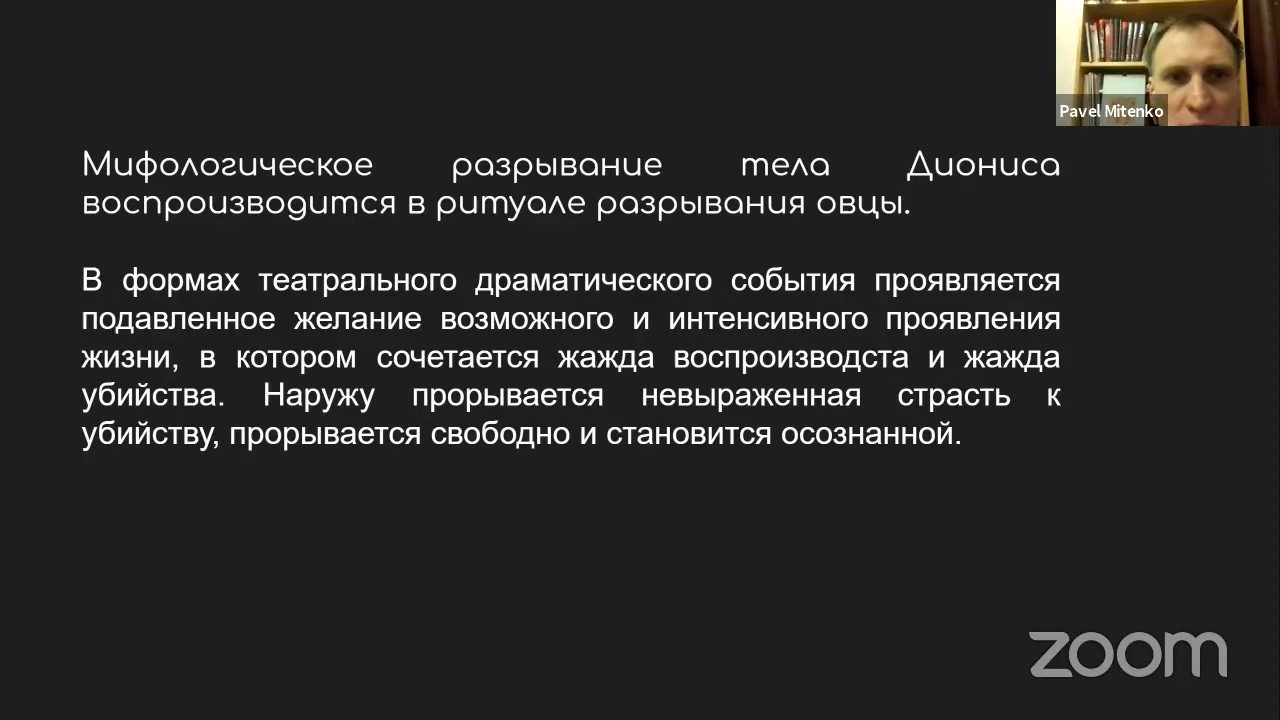 Pavel Mitenko
Мифологическое разрывание тела Диониса
воспроизводится в ритуале разрывания овцы.
В формах театрального драматического события проявляется
подавленное желание возможного и интенсивного проявления
жизни, в котором сочетается жажда воспроизводста и жажда
убийства. Наружу прорывается невыраженная страсть к
убийству, прорывается свободно и становится осознанной.
zoom